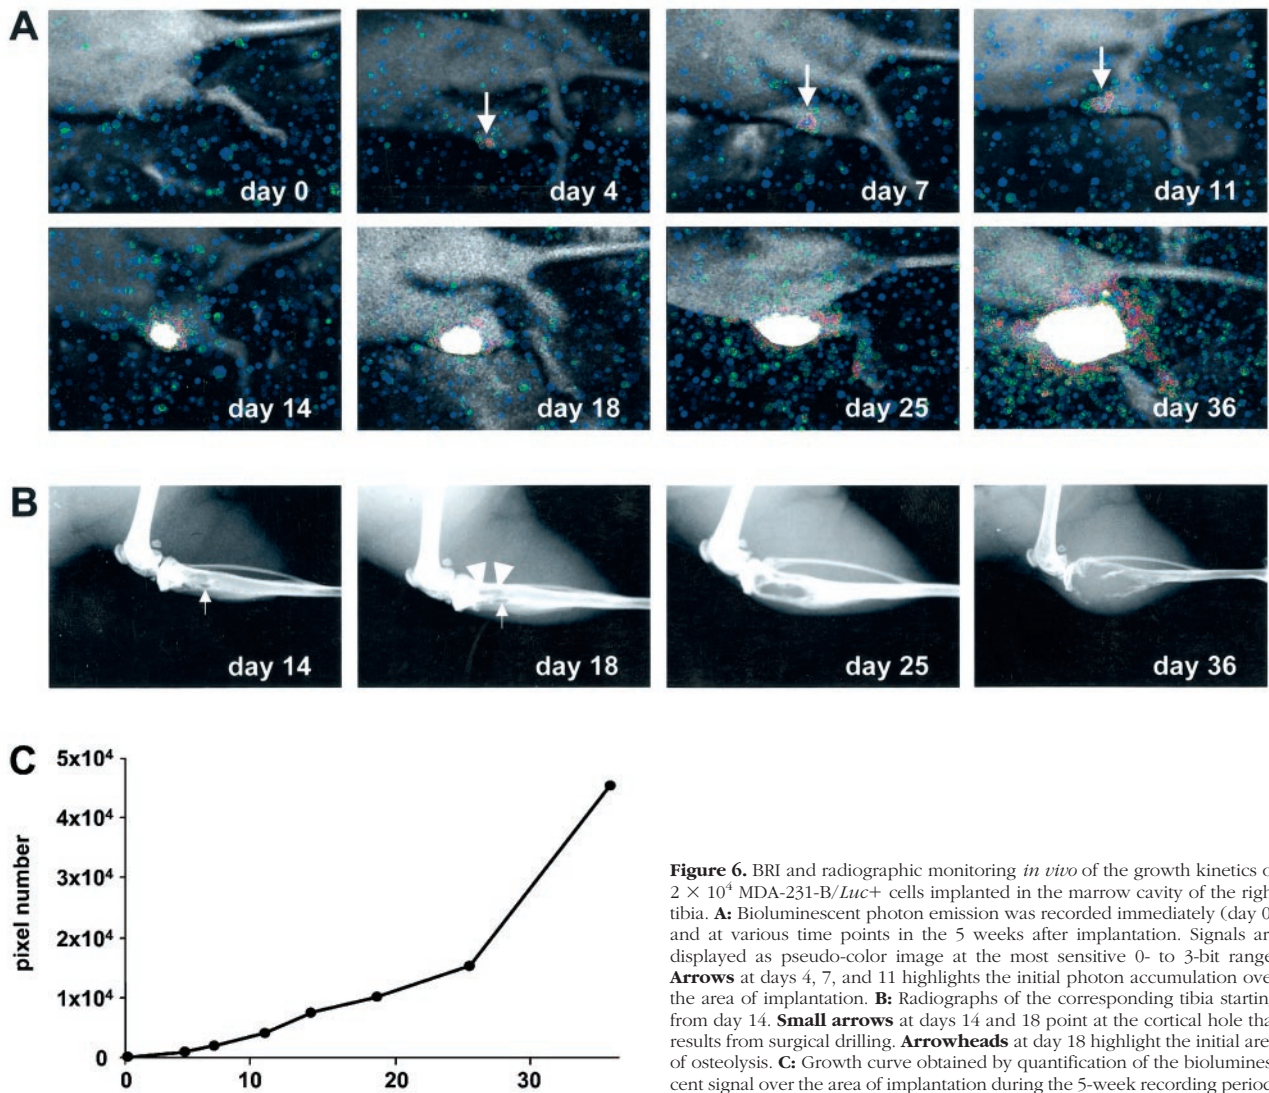 A
day 0
day 4
day 7
day 11
day 14
day 18
day 25
day 36
B
day 14
day 18
day 25
day 36
C
5x10⁴
4x10⁴
3x10⁴
2x10⁴
1x10⁴
0
pixel number
0 10 20 30
Figure 6. BRI and radiographic monitoring in vivo of the growth kinetics o
2 × 10⁴ MDA-231-B/Luc+ cells implanted in the marrow cavity of the righ
tibia. A: Bioluminescent photon emission was recorded immediately (day 0
and at various time points in the 5 weeks after implantation. Signals ar
displayed as pseudo-color image at the most sensitive 0- to 3-bit range
Arrows at days 4, 7, and 11 highlights the initial photon accumulation ove
the area of implantation. B: Radiographs of the corresponding tibia startin
from day 14. Small arrows at days 14 and 18 point at the cortical hole tha
results from surgical drilling. Arrowheads at day 18 highlight the initial are
of osteolysis. C: Growth curve obtained by quantification of the biolumines
cent signal over the area of implantation during the 5-week recording period